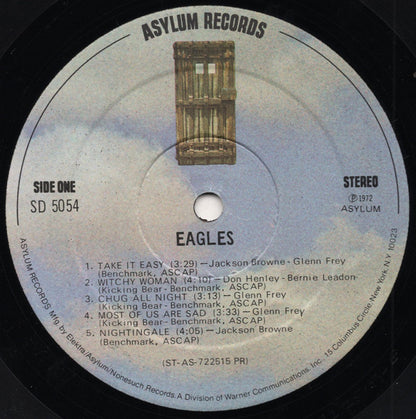 ASYLUM RECORDS
SIDE ONE
SD 5054
STEREO
Ⓟ1972
ASYLUM
EAGLES
1. TAKE IT EASY (3:29) – Jackson Browne - Glenn Frey
(Benchmark, ASCAP)
2. WITCHY WOMAN (4:10) – Don Henley - Bernie Leadon
(Kicking Bear - Benchmark, ASCAP)
3. CHUG ALL NIGHT (3:13) – Glenn Frey
(Kicking Bear - Benchmark, ASCAP)
4. MOST OF US ARE SAD (3:33) – Glenn Frey
(Kicking Bear - Benchmark, ASCAP)
5. NIGHTINGALE (4:05) – Jackson Browne
(Benchmark, ASCAP)
(ST-AS-722515 PR)
ASYLUM RECORDS Mfg. by Elektra/Asylum/Nonesuch Records. A Division of Warner Communications, Inc. 15 Columbus Circle, New York, N.Y. 10023